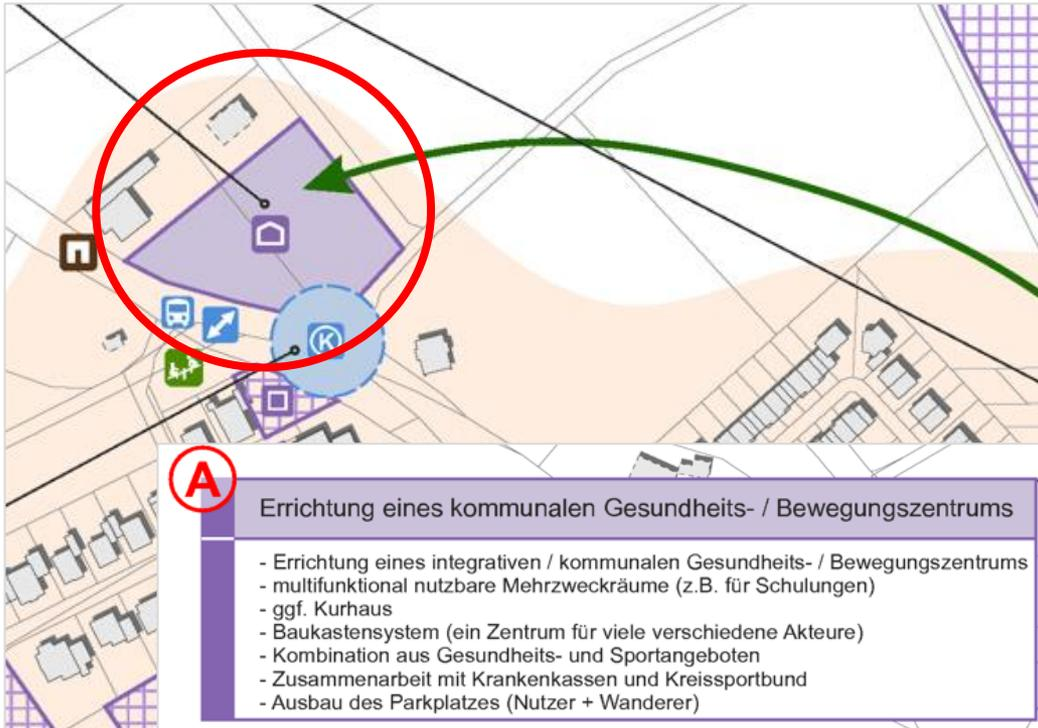 K
A
Errichtung eines kommunalen Gesundheits- / Bewegungszentrums
- Errichtung eines integrativen / kommunalen Gesundheits- / Bewegungszentrums
- multifunktional nutzbare Mehrzweckräume (z.B. für Schulungen)
- ggf. Kurhaus
- Baukastensystem (ein Zentrum für viele verschiedene Akteure)
- Kombination aus Gesundheits- und Sportangeboten
- Zusammenarbeit mit Krankenkassen und Kreissportbund
- Ausbau des Parkplatzes (Nutzer + Wanderer)